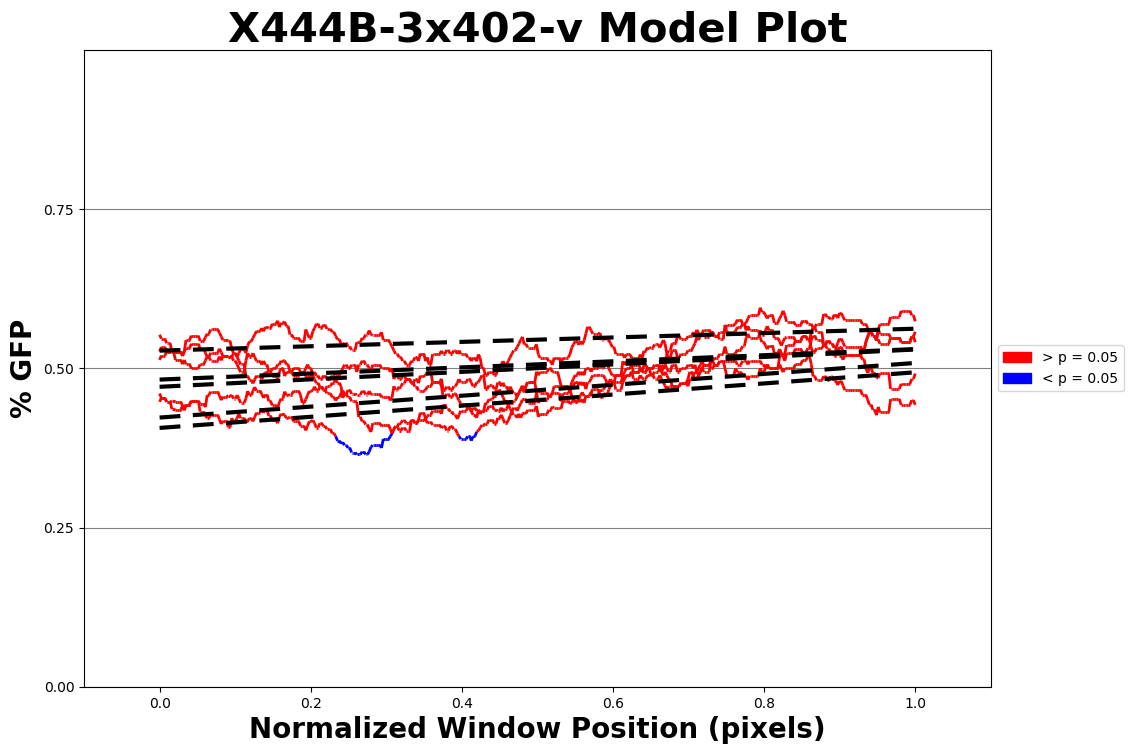 X444B-3x402-v Model Plot
% GFP
0.75
0.50
0.25
0.00
0.0 0.2 0.4 0.6 0.8 1.0
Normalized Window Position (pixels)
> p = 0.05
< p = 0.05